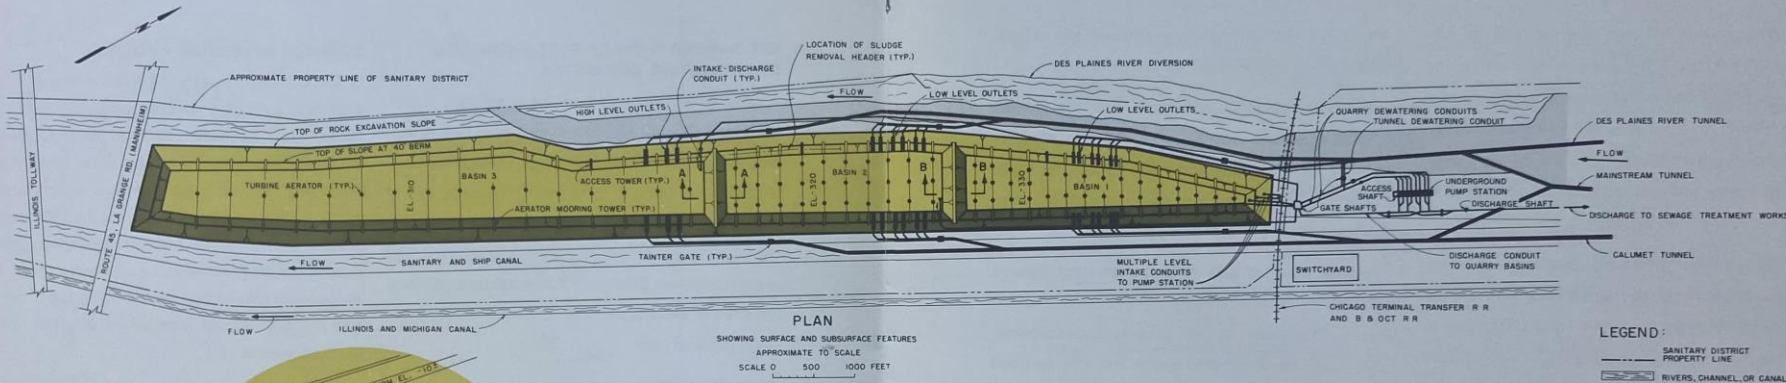 APPROXIMATE PROPERTY LINE OF SANITARY DISTRICT
INTAKE-DISCHARGE
CONDUIT (TYP.)
LOCATION OF SLUDGE
REMOVAL HEADER (TYP.)
DES PLAINES RIVER DIVERSION
FLOW
HIGH LEVEL OUTLETS
LOW LEVEL OUTLETS
LOW LEVEL OUTLETS
QUARRY DEWATERING CONDUITS
TUNNEL DEWATERING CONDUIT
DES PLAINES RIVER TUNNEL
FLOW
MAINSTREAM TUNNEL
ILLINOIS TOLLWAY
ROUTE 45, LA GRANGE RD. (MANNHEIM)
TOP OF ROCK EXCAVATION SLOPE
TOP OF SLOPE AT 40' BERM
TURBINE AERATOR (TYP.)
EL.-310
BASIN 3
ACCESS TOWER (TYP.)
AERATOR MOORING TOWER (TYP.)
A
A
EL.-320
BASIN 2
B
B
EL.-330
BASIN 1
ACCESS
SHAFT
UNDERGROUND
PUMP STATION
GATE SHAFTS
DISCHARGE SHAFT
DISCHARGE TO SEWAGE TREATMENT WORKS
FLOW
SANITARY AND SHIP CANAL
TAINTER GATE (TYP.)
MULTIPLE LEVEL
INTAKE CONDUITS
TO PUMP STATION
SWITCHYARD
DISCHARGE CONDUIT
TO QUARRY BASINS
CALUMET TUNNEL
FLOW
ILLINOIS AND MICHIGAN CANAL
CHICAGO TERMINAL TRANSFER R R
AND B & OCT R R
PLAN
SHOWING SURFACE AND SUBSURFACE FEATURES
APPROXIMATE TO SCALE
SCALE 0 500 1000 FEET
LEGEND:
SANITARY DISTRICT
PROPERTY LINE
RIVERS, CHANNEL, OR CANAL
EL. -10±